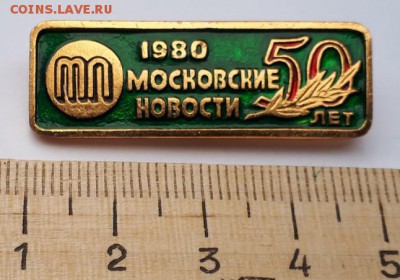 COINS.LAVE.RU
1980
МОСКОВСКИЕ
НОВОСТИ
50
ЛЕТ
1 2 3 4 5